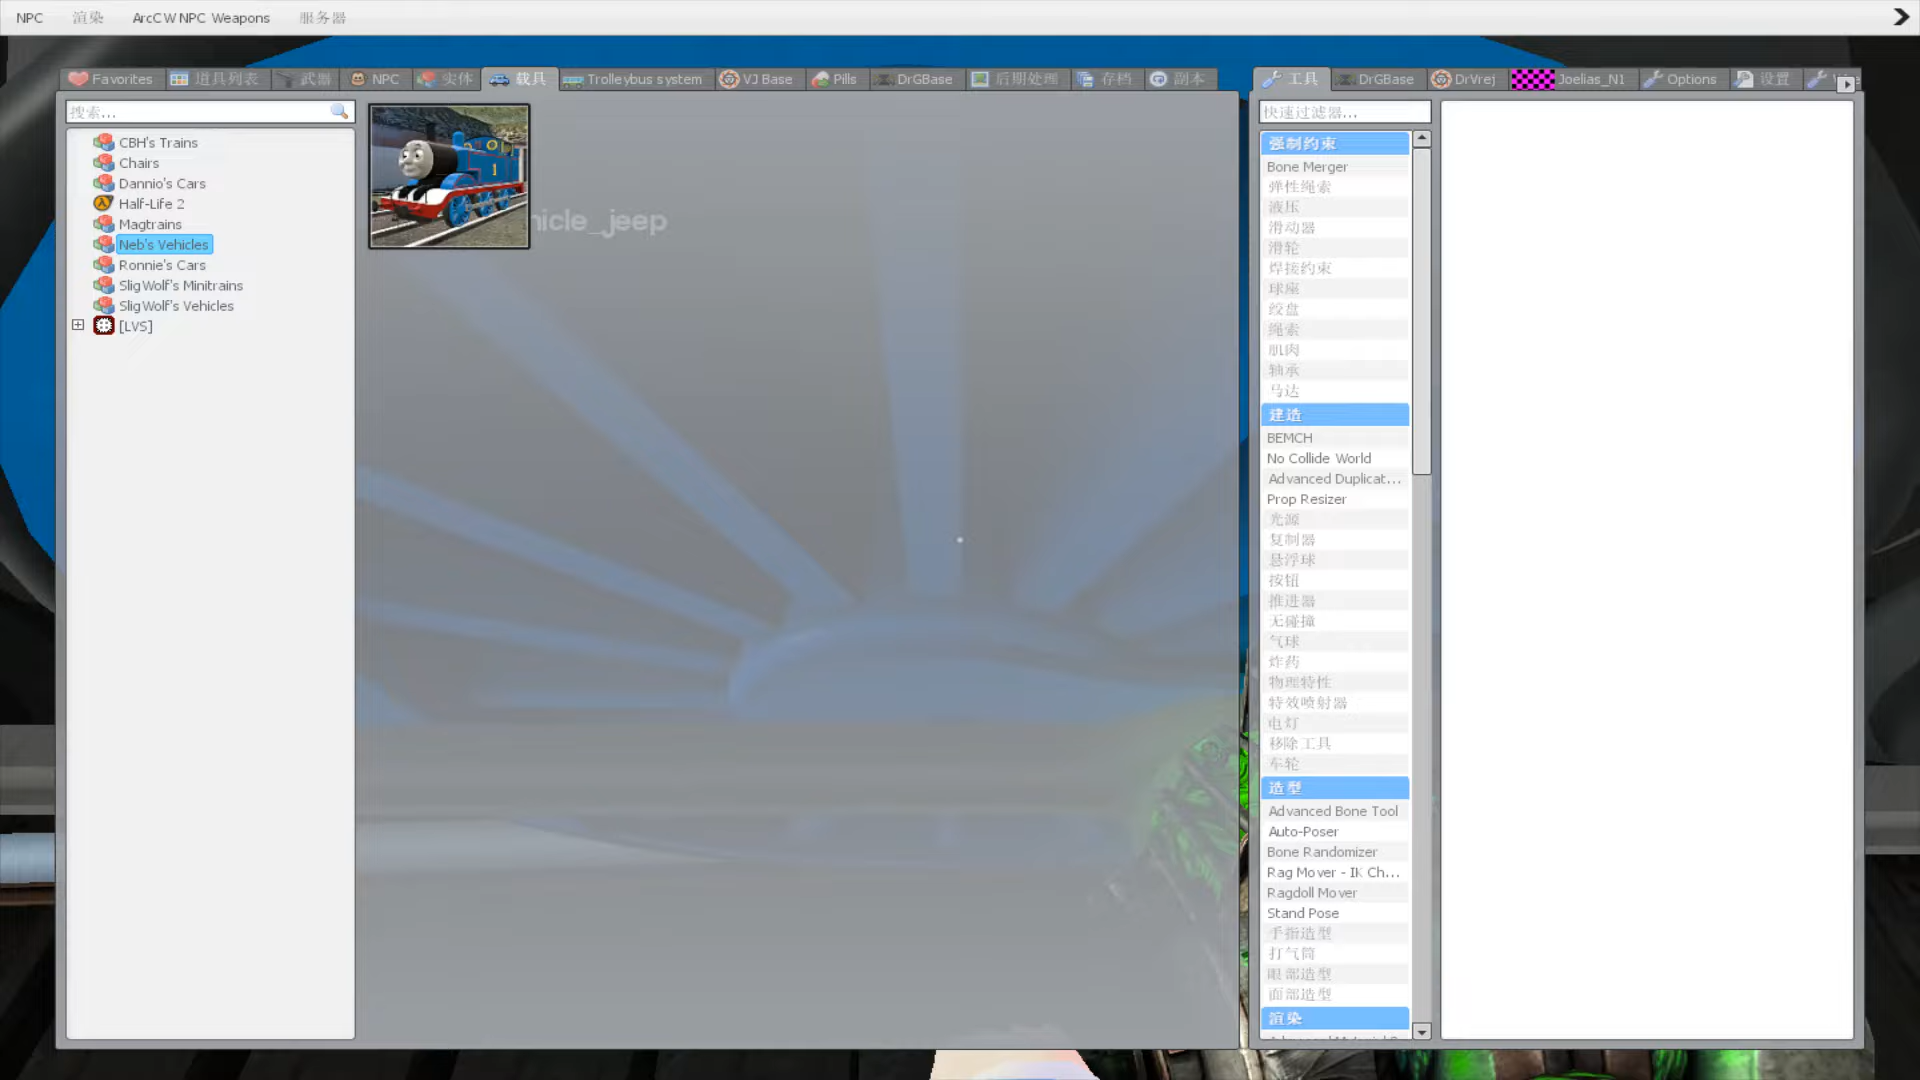 NPC 渲染 ArcCW NPC Weapons 服务器
Favorites 道具列表 武器 NPC 实体 载具 Trolleybus system VJ Base Pills DrGBase 后期处理 存档 副本
搜索...
CBH's Trains
Chairs
Dannio's Cars
Half-Life 2
Magtrains
Neb's Vehicles
Ronnie's Cars
SligWolf's Minitrains
SligWolf's Vehicles
[LVS]
1
hicle_jeep
工具 DrGBase DrVrej Joelias_N1 Options 设置
快速过滤器...
强制约束
Bone Merger
弹性绳索
液压
滑动器
滑轮
焊接约束
球座
绞盘
绳索
肌肉
轴承
马达
建造
BEMCH
No Collide World
Advanced Duplicat...
Prop Resizer
光源
复制器
悬浮球
按钮
推进器
无碰撞
气球
炸药
物理特性
特效喷射器
电灯
移除工具
车轮
造型
Advanced Bone Tool
Auto-Poser
Bone Randomizer
Rag Mover - IK Ch...
Ragdoll Mover
Stand Pose
手指造型
打气筒
眼部造型
面部造型
渲染